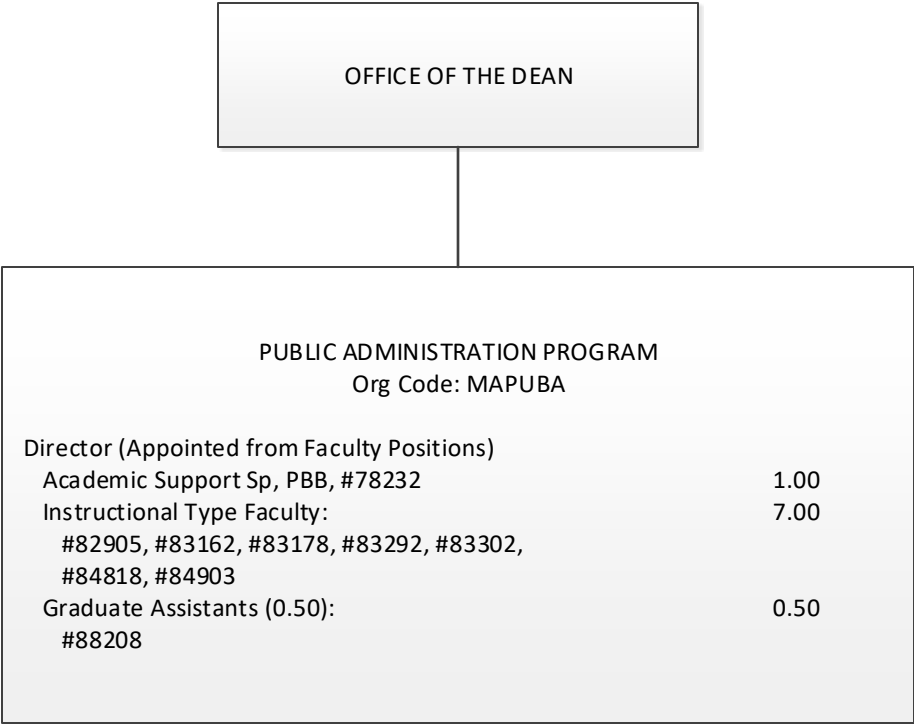 OFFICE OF THE DEAN
PUBLIC ADMINISTRATION PROGRAM
Org Code: MAPUBA
Director (Appointed from Faculty Positions)
Academic Support Sp, PBB, #78232 1.00
Instructional Type Faculty: 7.00
#82905, #83162, #83178, #83292, #83302,
#84818, #84903
Graduate Assistants (0.50): 0.50
#88208